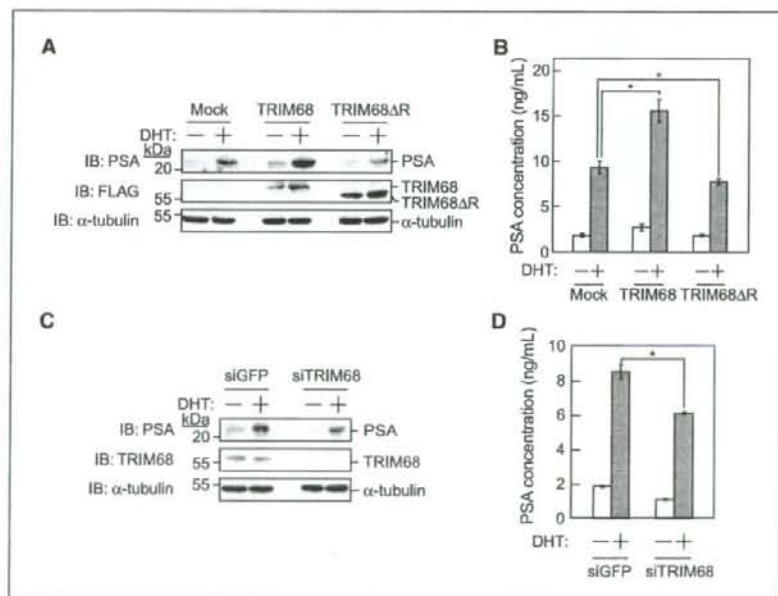 A
Mock TRIM68 TRIM68ΔR
DHT: — + — + — +
kDa
IB: PSA 20 PSA
IB: FLAG 55 TRIM68
TRIM68ΔR
IB: α-tubulin 55 α-tubulin
B
PSA concentration (ng/mL)
20
15
10
5
0
* *
DHT: — + — + — +
Mock TRIM68 TRIM68ΔR
C
siGFP siTRIM68
DHT: — + — +
kDa
IB: PSA 20 PSA
IB: TRIM68 55 TRIM68
IB: α-tubulin 55 α-tubulin
D
PSA concentration (ng/mL)
10
8
6
4
2
0
*
DHT: — + — +
siGFP siTRIM68